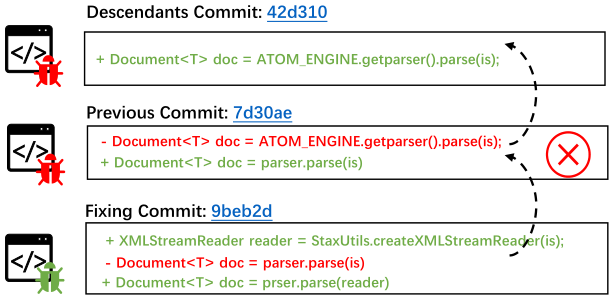 Descendants Commit: 42d310
</>
+ Document<T> doc = ATOM_ENGINE.getparser().parse(is);
Previous Commit: 7d30ae
</>
- Document<T> doc = ATOM_ENGINE.getparser().parse(is);
+ Document<T> doc = parser.parse(is)
Fixing Commit: 9beb2d
</>
+ XMLStreamReader reader = StaxUtils.createXMLStreamReader(is);
- Document<T> doc = parser.parse(is)
+ Document<T> doc = prser.parse(reader)